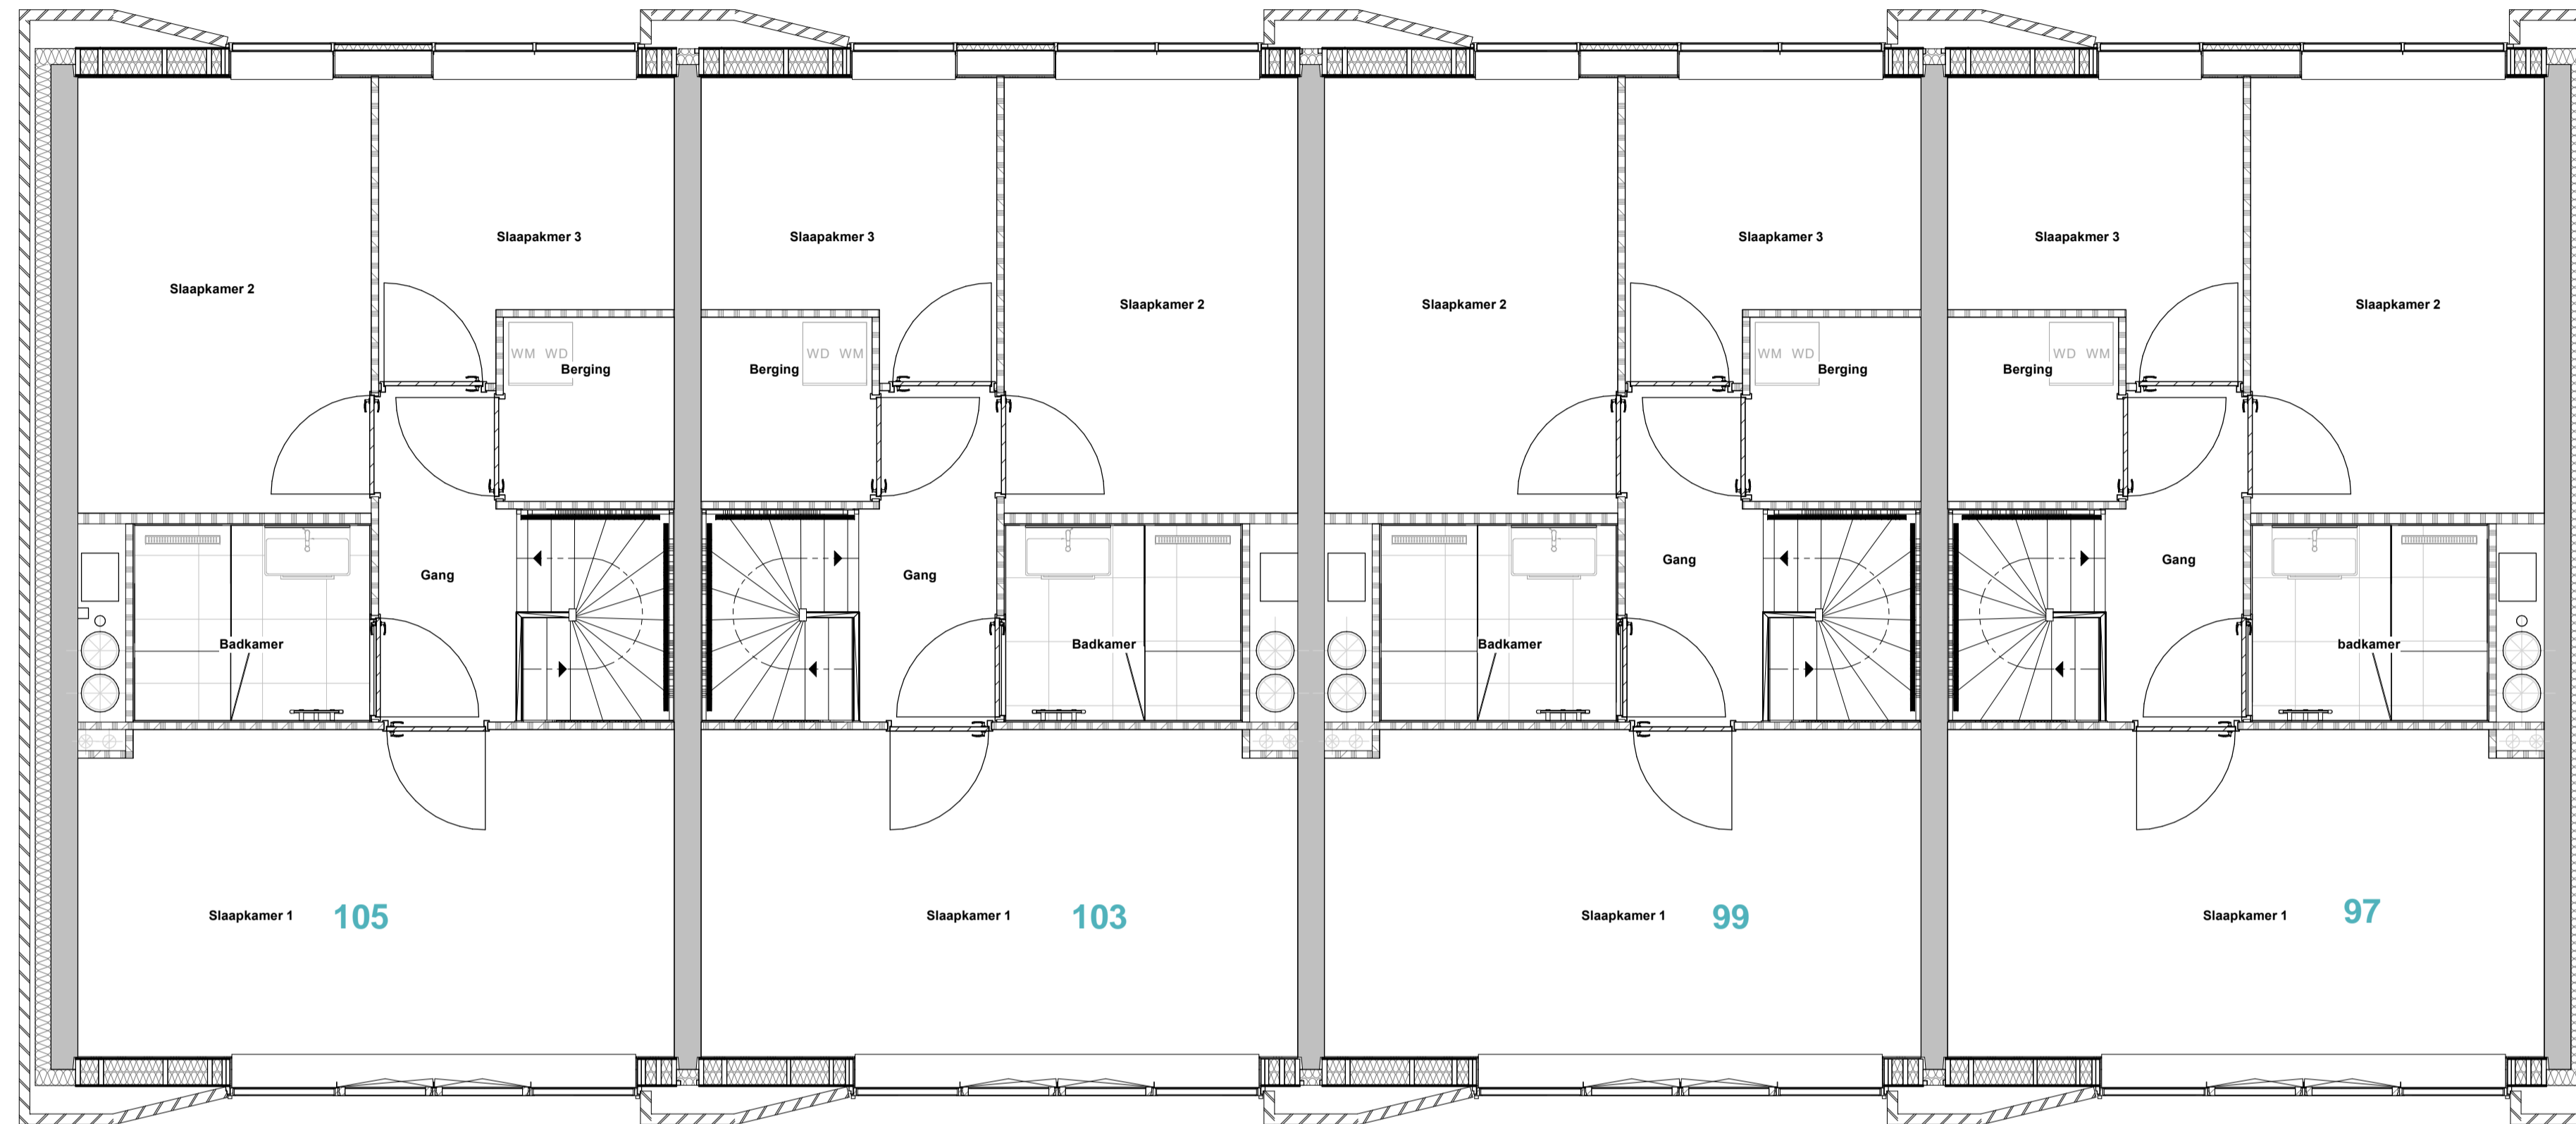 Slaapakmer 3
Slaapakmer 3
Slaapkamer 3
Slaapakmer 3
Slaapkamer 2
Slaapkamer 2
Slaapkamer 2
Slaapkamer 2
WM WD
WD WM
WM WD
WD WM
Berging
Berging
Berging
Berging
Gang
Gang
Gang
Gang
Badkamer
Badkamer
Badkamer
badkamer
Slaapkamer 1
105
Slaapkamer 1
103
Slaapkamer 1
99
Slaapkamer 1
97